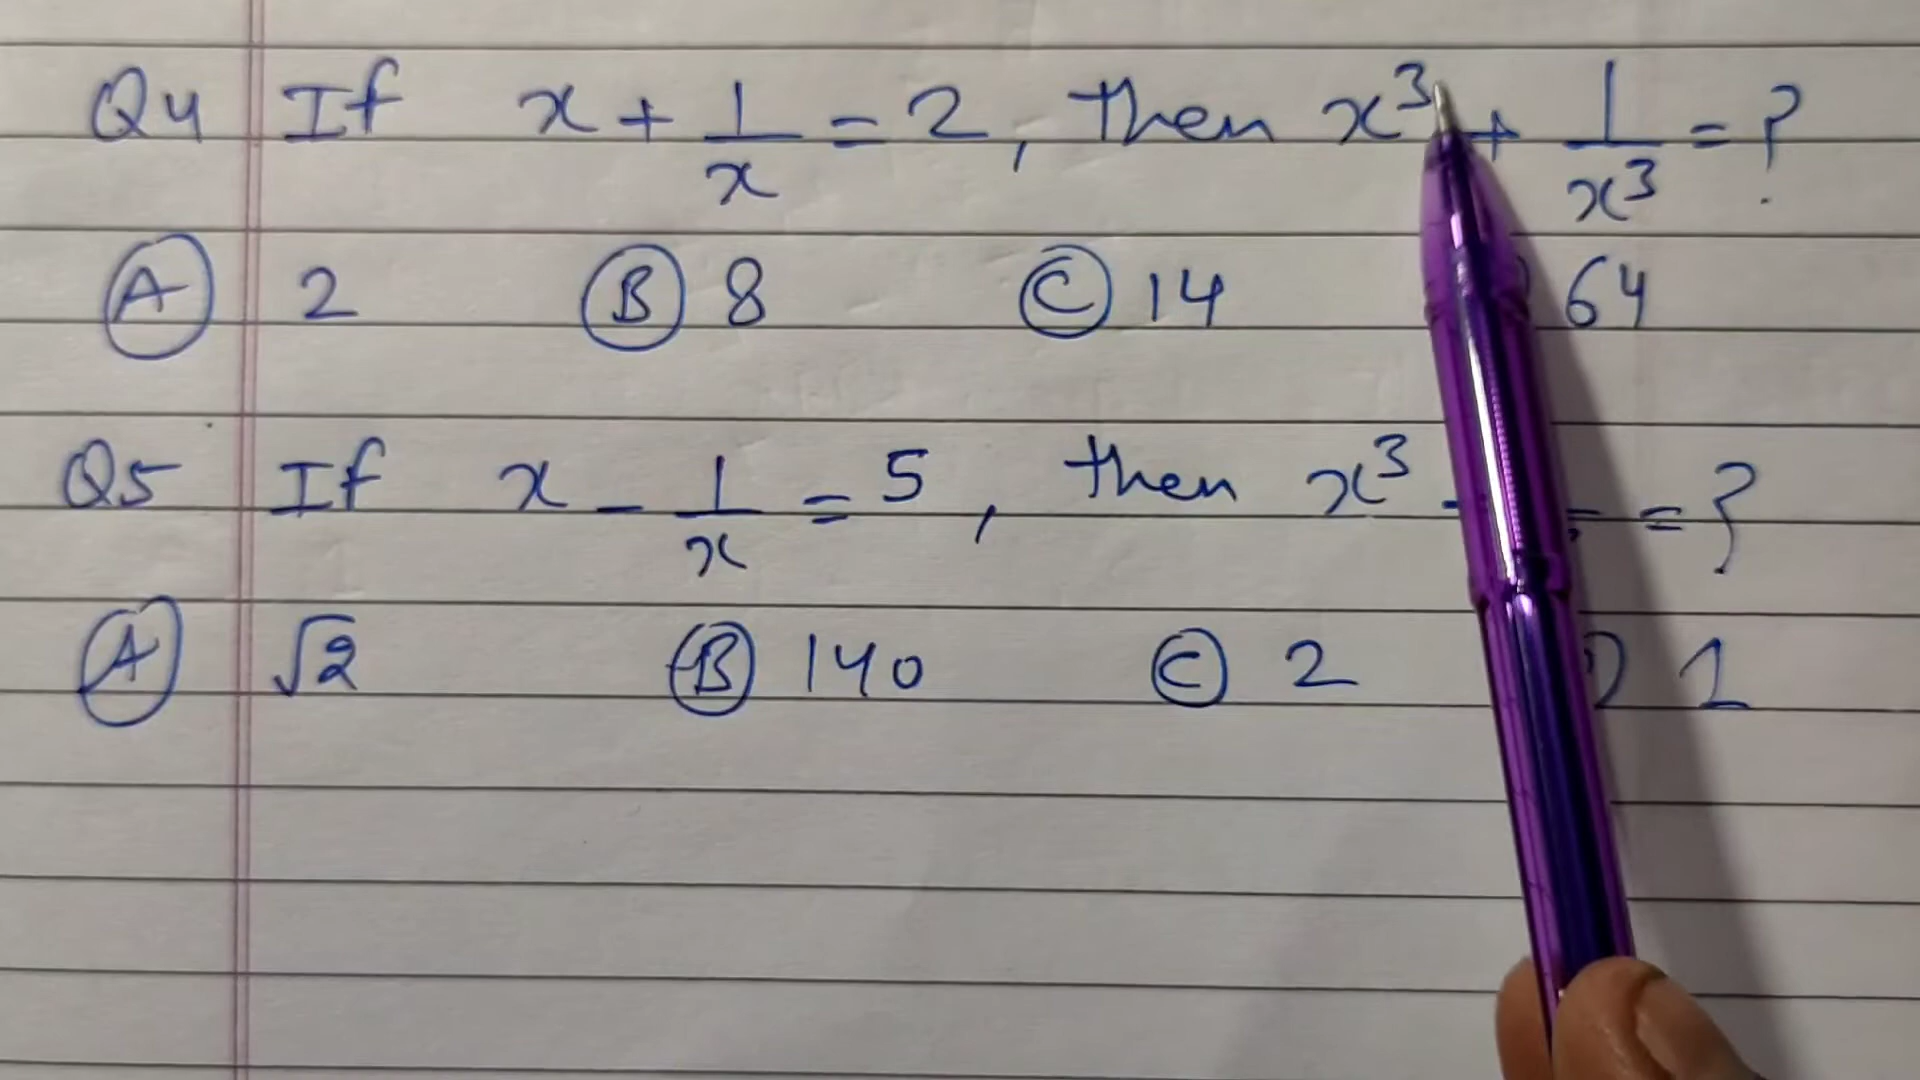 Q4 If x + 1/x = 2, then x³ + 1/x³ = ?
A 2 B 8 C 14 64
Q5 If x - 1/x = 5, then x³ - = ?
A √2 B 140 C 2 1